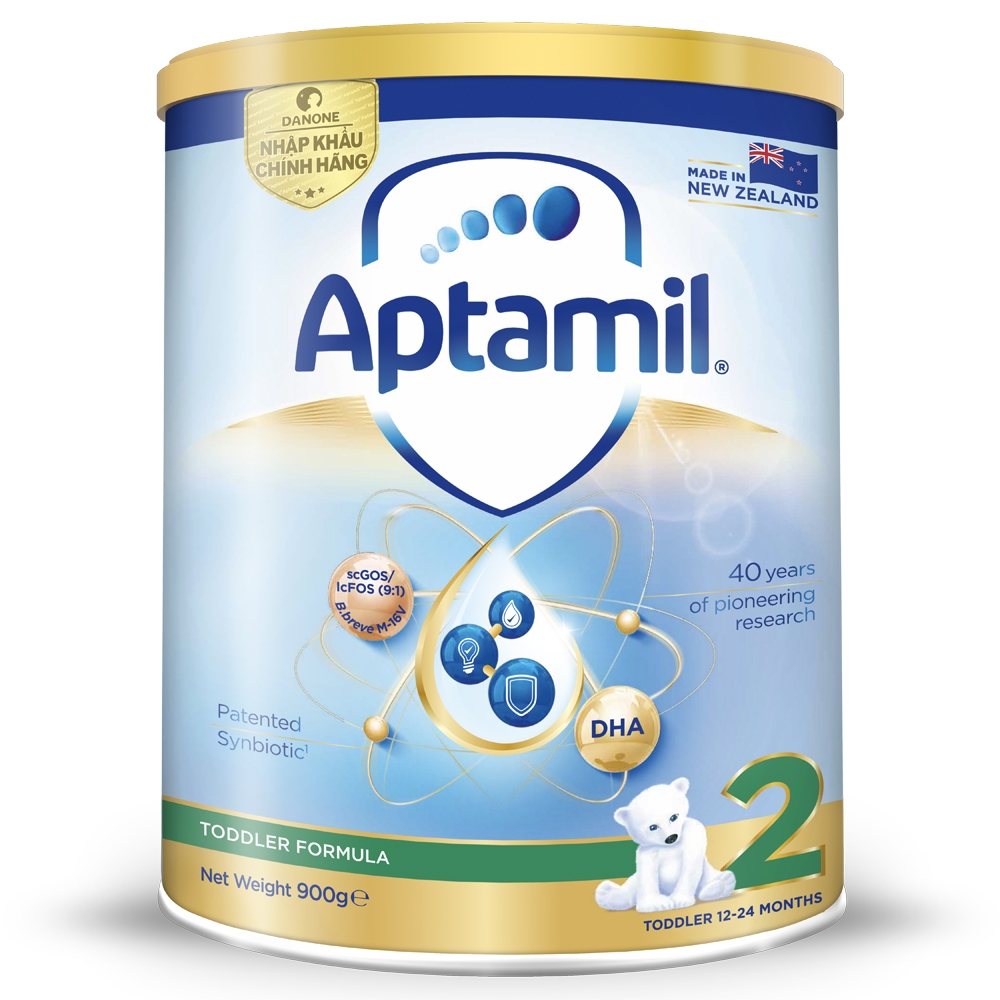 DANONE
NHẬP KHẨU
CHÍNH HÃNG
MADE IN
NEW ZEALAND
Aptamil®
scGOS/
lcFOS (9:1)
B.breve M-16V
40 years
of pioneering
research
Patented
Synbiotic¹
DHA
2
TODDLER FORMULA
Net Weight 900g℮
TODDLER 12-24 MONTHS